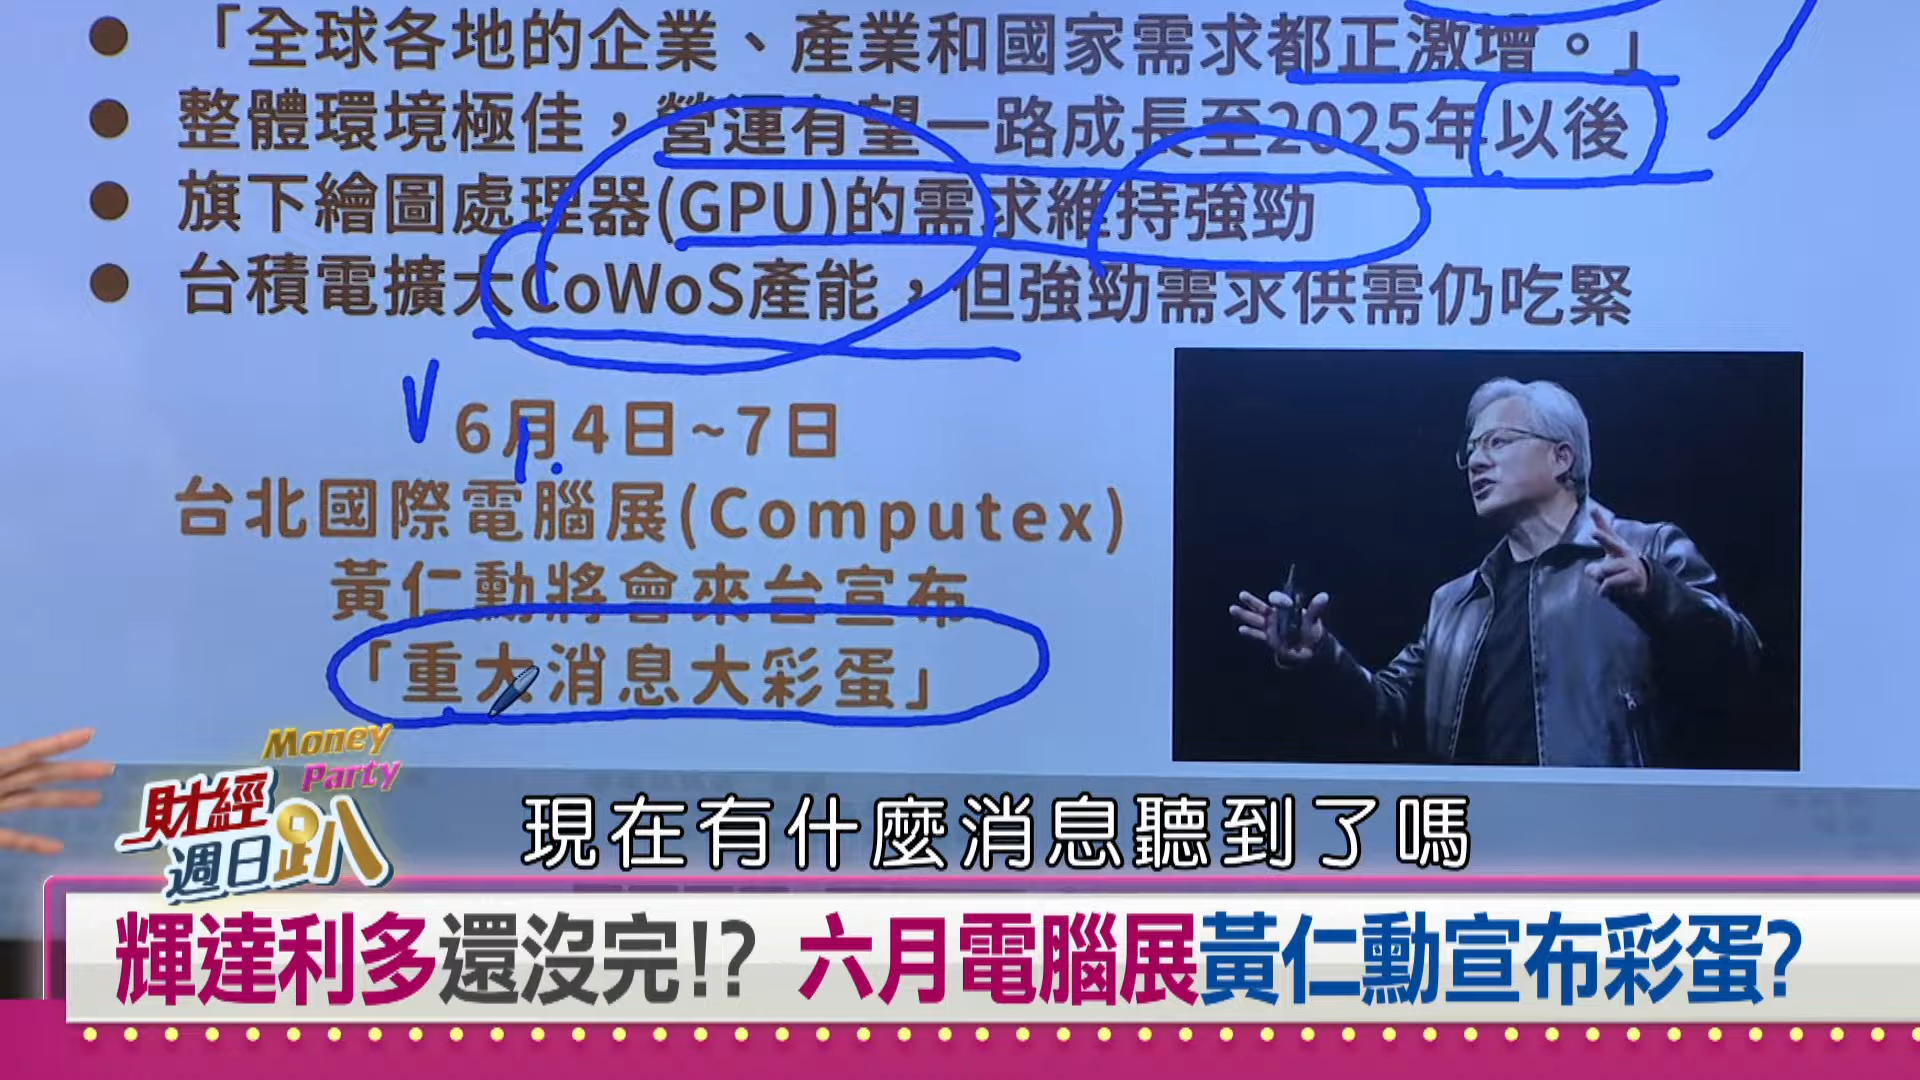 「全球各地的企業、產業和國家需求都正激增。」
整體環境極佳，營運有望一路成長至2025年以後
旗下繪圖處理器(GPU)的需求維持強勁
台積電擴大CoWoS產能，但強勁需求供需仍吃緊
6月4日~7日
台北國際電腦展(Computex)
黃仁勳將會來台宣布
「重大消息大彩蛋」
Money
Party
財經
週日趴
現在有什麼消息聽到了嗎
輝達利多還沒完!? 六月電腦展黃仁勳宣布彩蛋?